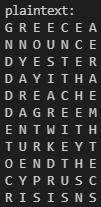 plaintext:
G R E E C E A
N N O U N C E
D Y E S T E R
D A Y I T H A
D R E A C H E
D A G R E E M
E N T W I T H
T U R K E Y T
O E N D T H E
C Y P R U S C
R I S I S N S